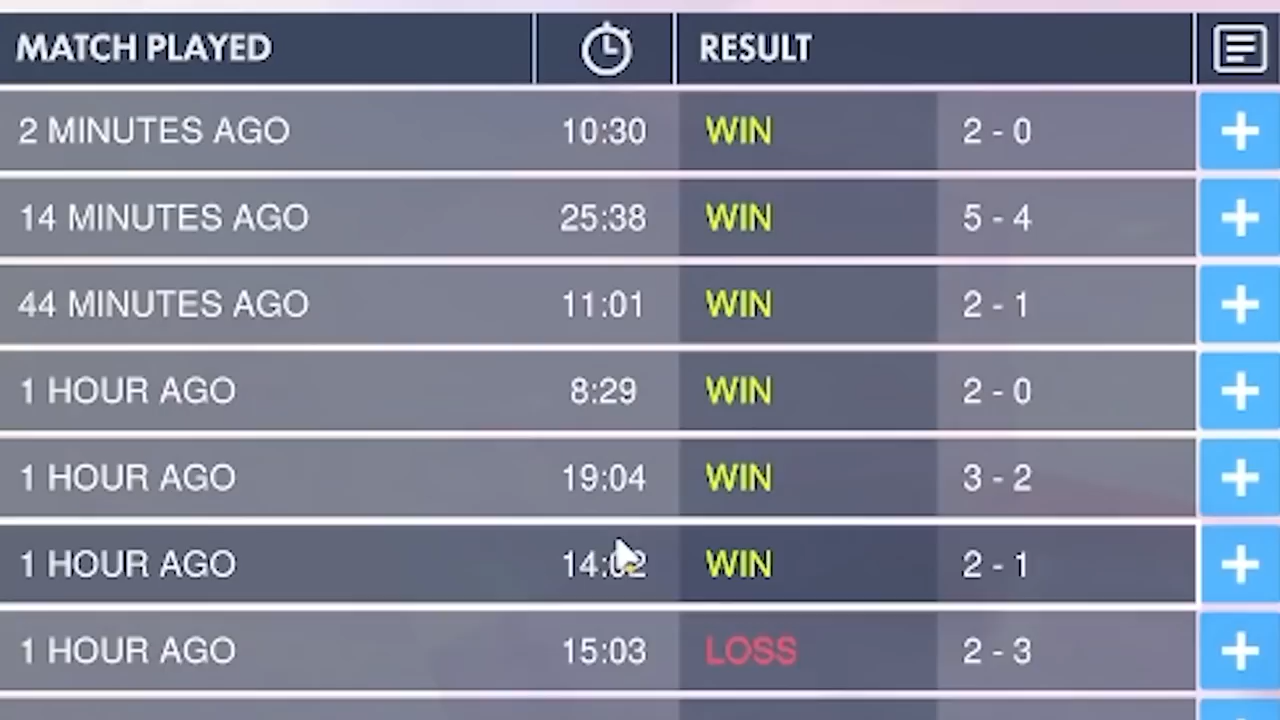 MATCH PLAYED RESULT
2 MINUTES AGO 10:30 WIN 2 - 0
14 MINUTES AGO 25:38 WIN 5 - 4
44 MINUTES AGO 11:01 WIN 2 - 1
1 HOUR AGO 8:29 WIN 2 - 0
1 HOUR AGO 19:04 WIN 3 - 2
1 HOUR AGO WIN 2 - 1
1 HOUR AGO 15:03 LOSS 2 - 3